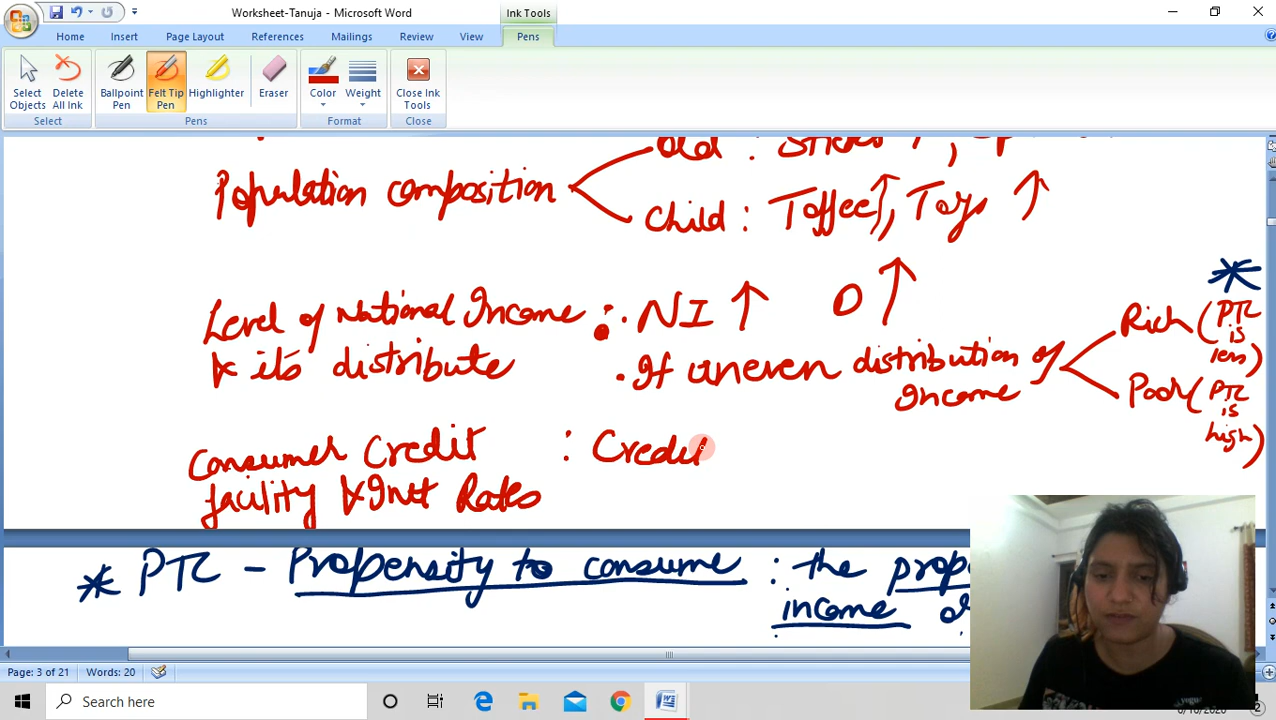 Worksheet-Tanuja - Microsoft Word
Ink Tools
Home Insert Page Layout References Mailings Review View Pens
Select Objects
Delete All Ink
Ballpoint Pen
Felt Tip Pen
Highlighter
Eraser
Color
Weight
Close Ink Tools
Select Pens Format Close
Old :
Population composition
Child : Toffee, Toys
Level of National Income : . NI D
& its distribute . If uneven distribution of Income
Rich (PTC is less)
Poor (PTC is high)
Consumer Credit : Credit
facility & Int Rates
PTC - Propensity to consume : the
income
Page: 3 of 21 Words: 20
Search here
2